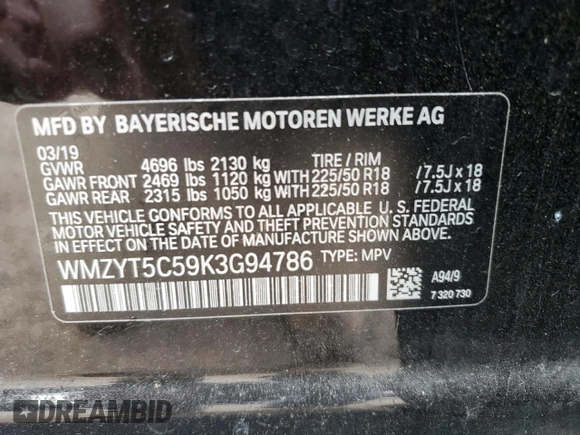 MFD BY BAYERISCHE MOTOREN WERKE AG
03/19
GVWR 4696 lbs 2130 kg TIRE / RIM
GAWR FRONT 2469 lbs 1120 kg WITH 225/50 R18 /7.5J x 18
GAWR REAR 2315 lbs 1050 kg WITH 225/50 R18 /7.5J x 18
THIS VEHICLE CONFORMS TO ALL APPLICABLE U. S. FEDERAL
MOTOR VEHICLE SAFETY, BUMPER, AND THEFT PREVENTION
STANDARDS IN EFFECT ON THE DATE OF MANUFACTURE SHOWN ABOVE.
WMZYT5C59K3G94786 TYPE: MPV
A94/9
7 320 730
DREAMBID